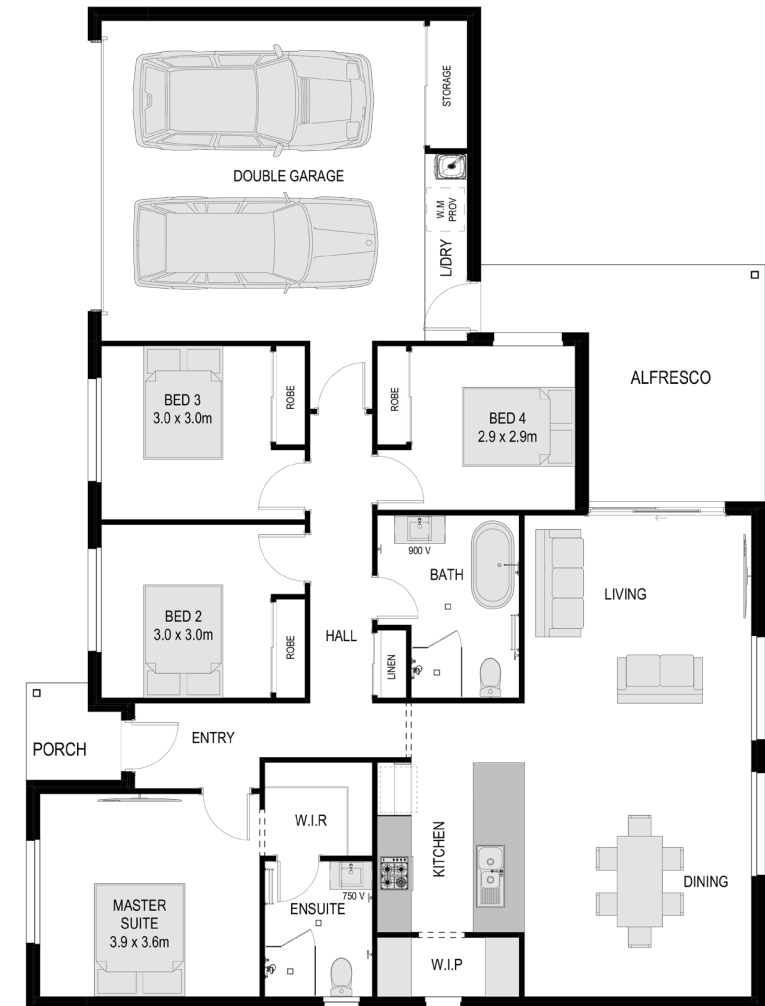 STORAGE
DOUBLE GARAGE
W.M
PROV
L/DRY
ALFRESCO
BED 3
3.0 x 3.0m
ROBE
ROBE
BED 4
2.9 x 2.9m
900 V
BATH
LIVING
BED 2
3.0 x 3.0m
ROBE
HALL
LINEN
PORCH
ENTRY
W.I.R
KITCHEN
DINING
MASTER
SUITE
3.9 x 3.6m
750 V
ENSUITE
W.I.P